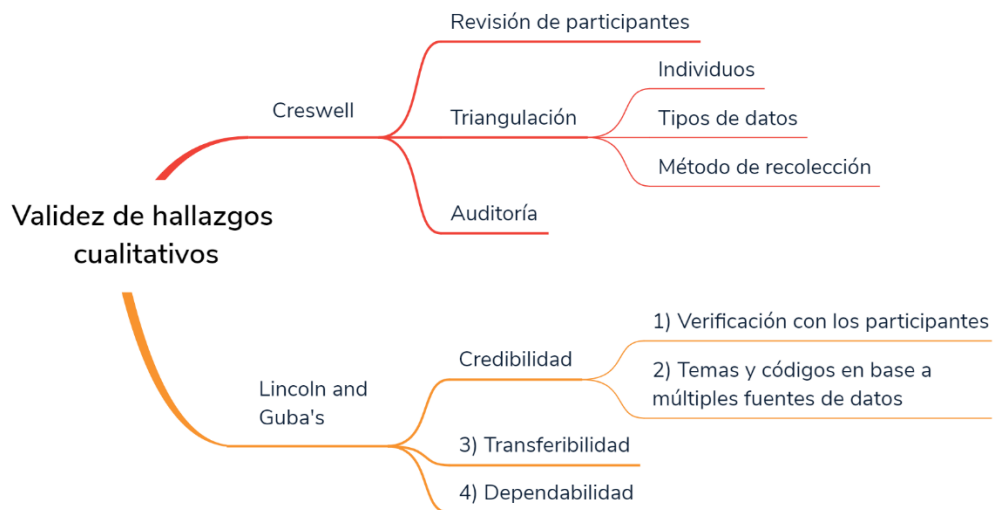 Validez de hallazgos
cualitativos
Creswell
Revisión de participantes
Triangulación
Individuos
Tipos de datos
Método de recolección
Auditoría
Lincoln and
Guba's
Credibilidad
1) Verificación con los participantes
2) Temas y códigos en base a
múltiples fuentes de datos
3) Transferibilidad
4) Dependabilidad